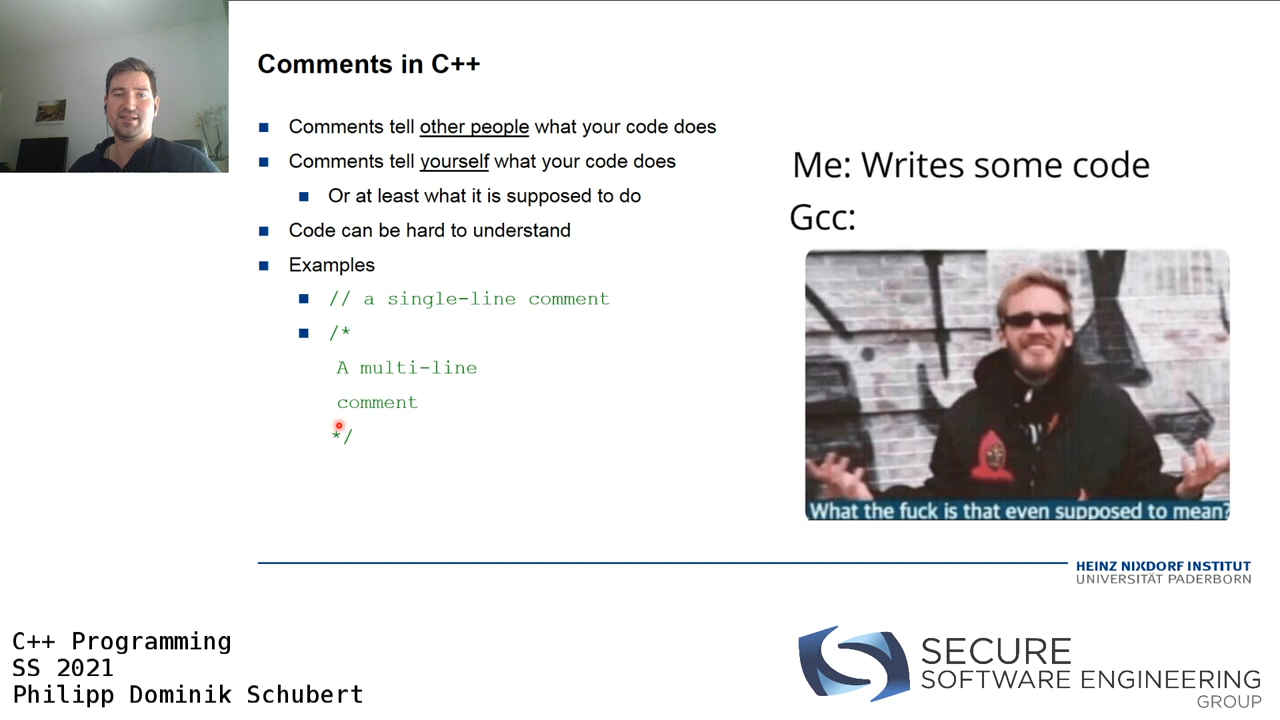 Comments in C++
Comments tell other people what your code does
Comments tell yourself what your code does
Or at least what it is supposed to do
Code can be hard to understand
Examples
// a single-line comment
/*
A multi-line
comment
*/
Me: Writes some code
Gcc:
What the fuck is that even supposed to mean?
HEINZ NIXDORF INSTITUT
UNIVERSITÄT PADERBORN
C++ Programming
SS 2021
Philipp Dominik Schubert
SECURE
SOFTWARE ENGINEERING
GROUP